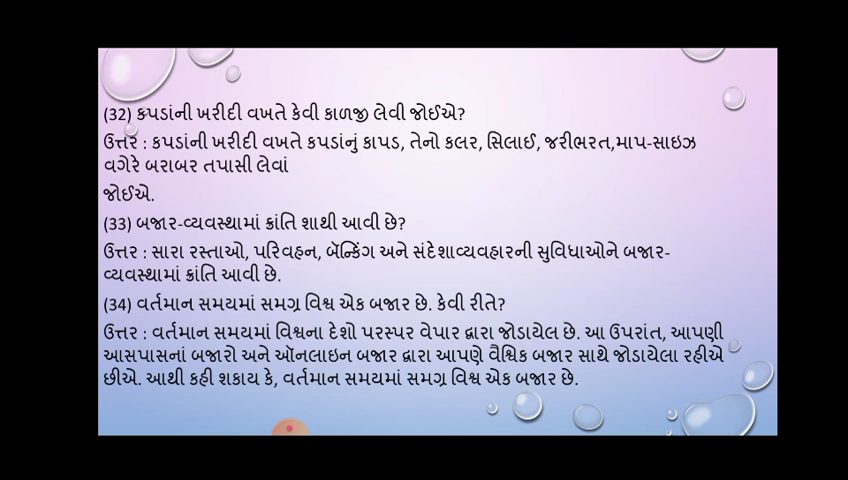 (32) કપડાંની ખરીદી વખતે કેવી કાળજી લેવી જોઈએ?
ઉત્તર : કપડાંની ખરીદી વખતે કપડાંનું કાપડ, તેનો કલર, સિલાઈ, જરીભરત,માપ-સાઇઝ
વગેરે બરાબર તપાસી લેવાં
જોઈએ.
(33) બજાર-વ્યવસ્થામાં ક્રાંતિ શાથી આવી છે?
ઉત્તર : સારા રસ્તાઓ, પરિવહન, બૅન્કિંગ અને સંદેશાવ્યવહારની સુવિધાઓને બજાર-
વ્યવસ્થામાં ક્રાંતિ આવી છે.
(34) વર્તમાન સમયમાં સમગ્ર વિશ્વ એક બજાર છે. કેવી રીતે?
ઉત્તર : વર્તમાન સમયમાં વિશ્વના દેશો પરસ્પર વેપાર દ્વારા જોડાયેલ છે. આ ઉપરાંત, આપણી
આસપાસનાં બજારો અને ઑનલાઇન બજાર દ્વારા આપણે વૈશ્વિક બજાર સાથે જોડાયેલા રહીએ
છીએ. આથી કહી શકાય કે, વર્તમાન સમયમાં સમગ્ર વિશ્વ એક બજાર છે.